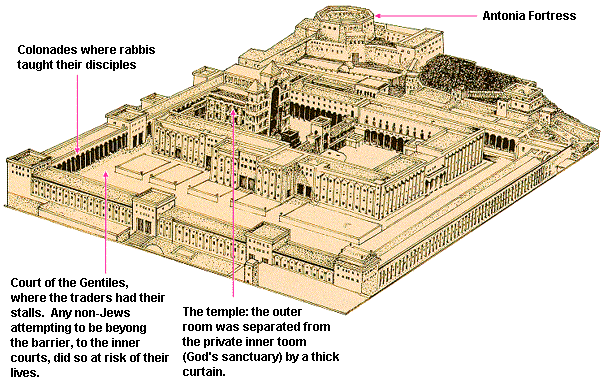 Antonia Fortress
Colonades where rabbis
taught their disciples
Court of the Gentiles,
where the traders had their
stalls. Any non-Jews
attempting to be beyong
the barrier, to the inner
courts, did so at risk of their
lives.
The temple: the outer
room was separated from
the private inner toom
(God's sanctuary) by a thick
curtain.